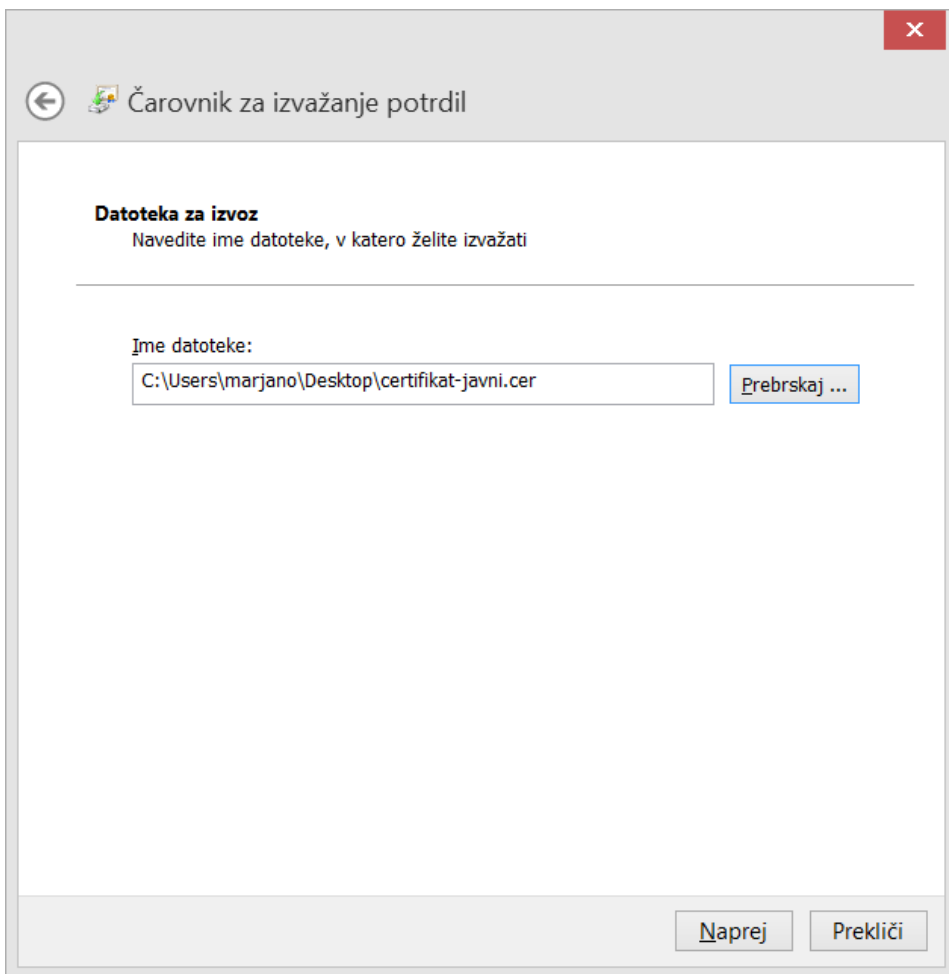 Čarovnik za izvažanje potrdil
Datoteka za izvoz
Navedite ime datoteke, v katero želite izvažati
Ime datoteke:
C:\Users\marjano\Desktop\certifikat-javni.cer
Prebrskaj ...
Naprej
Prekliči